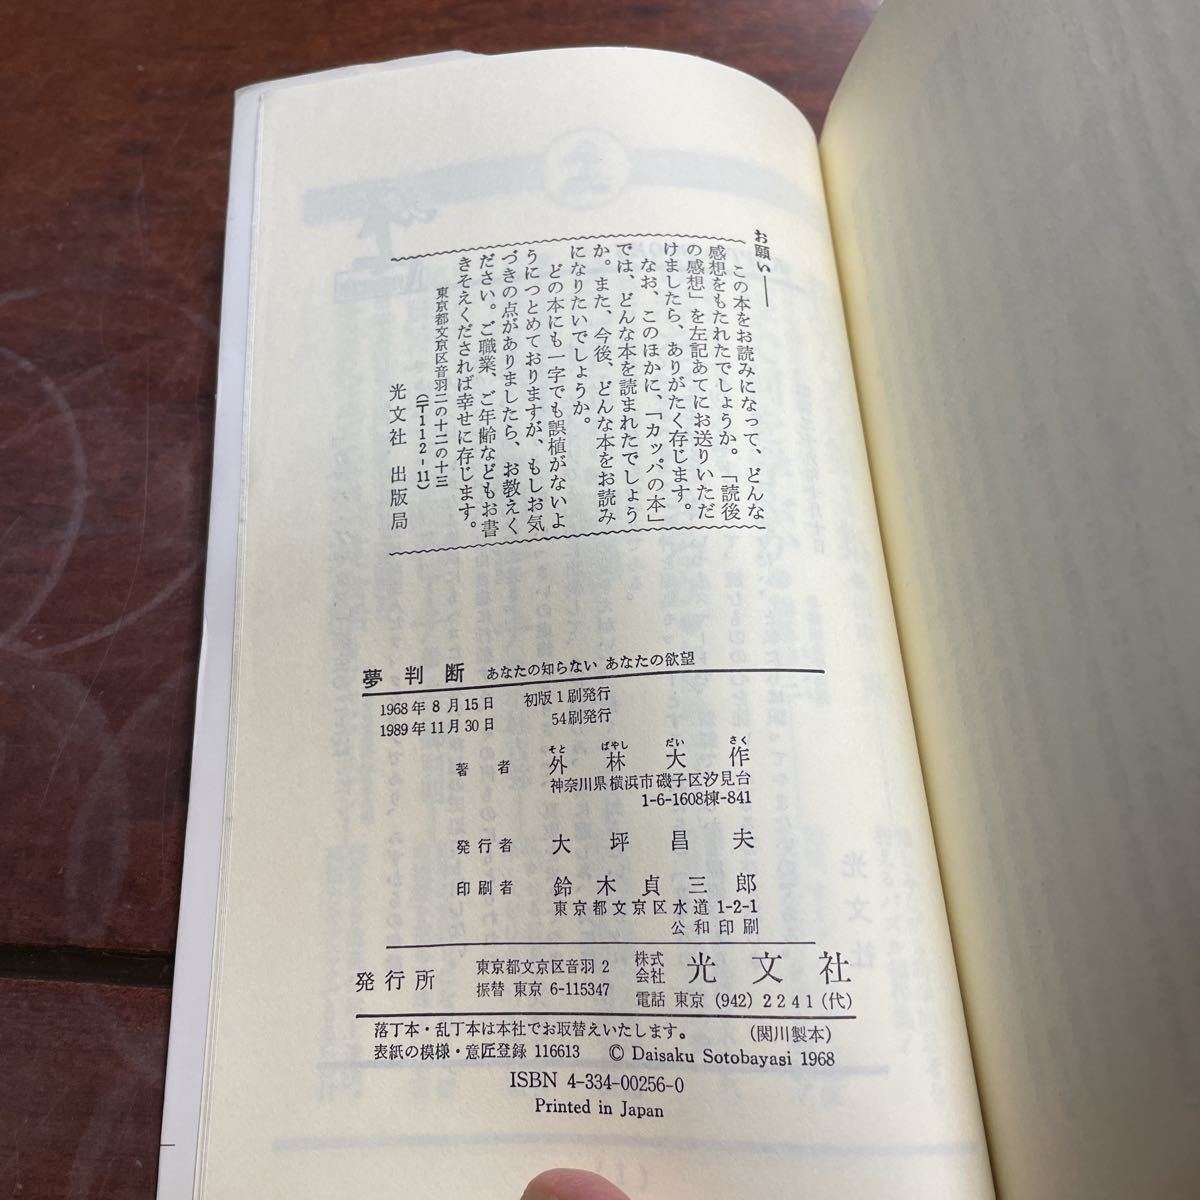 お願い――
この本をお読みになって、どんな
感想をもたれたでしょうか。「読後
の感想」を左記あてにお送りいただ
けましたら、ありがたく存じます。
なお、このほかに、「カッパの本」
では、どんな本を読まれたでしょう
か。また、今後、どんな本をお読み
になりたいでしょうか。
どの本にも一字でも誤植がないよ
うにつとめておりますが、もしお気
づきの点がありましたら、お教えく
ださい。ご職業、ご年齢などもお書
きそえくだされば幸せに存じます。
東京都文京区音羽二の十二の十三
(〒112-11)
光文社 出版局
夢判断 あなたの知らない あなたの欲望
1968年8月15日 初版1刷発行
1989年11月30日 54刷発行
そと ばやし だい さく
著者 外林大作
神奈川県横浜市磯子区汐見台
1-6-1608棟-841
発行者 大坪昌夫
印刷者 鈴木貞三郎
東京都文京区水道1-2-1
公和印刷
発行所 東京都文京区音羽2 株式会社 光文社
振替 東京6-115347 電話 東京(942)2241(代)
落丁本・乱丁本は本社でお取替えいたします。 (関川製本)
表紙の模様・意匠登録 116613 © Daisaku Sotobayasi 1968
ISBN 4-334-00256-0
Printed in Japan